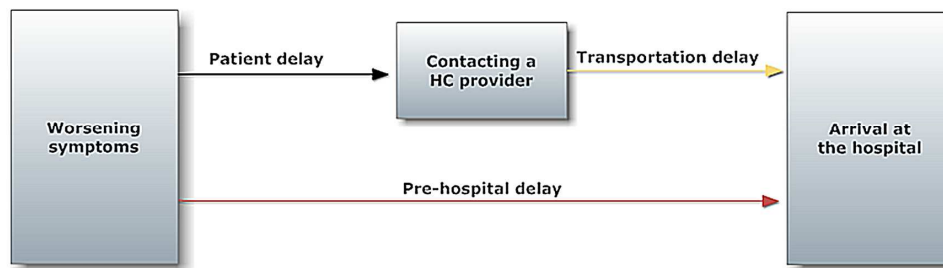 Patient delay
Contacting a
HC provider
Transportation delay
Worsening
symptoms
Arrival at
the hospital
Pre-hospital delay